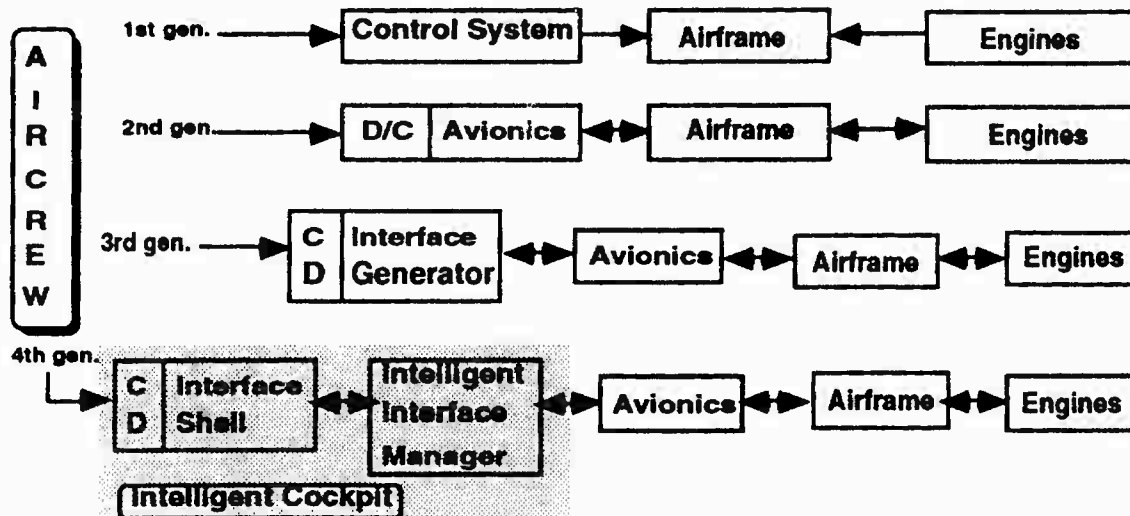 AIRCREW
1st gen. Control System Airframe Engines
2nd gen. D/C Avionics Airframe Engines
3rd gen. C Interface Avionics Airframe Engines
D Generator
4th gen.
C Interface Intelligent Avionics Airframe Engines
D Shell Interface
Manager
Intelligent Cockpit